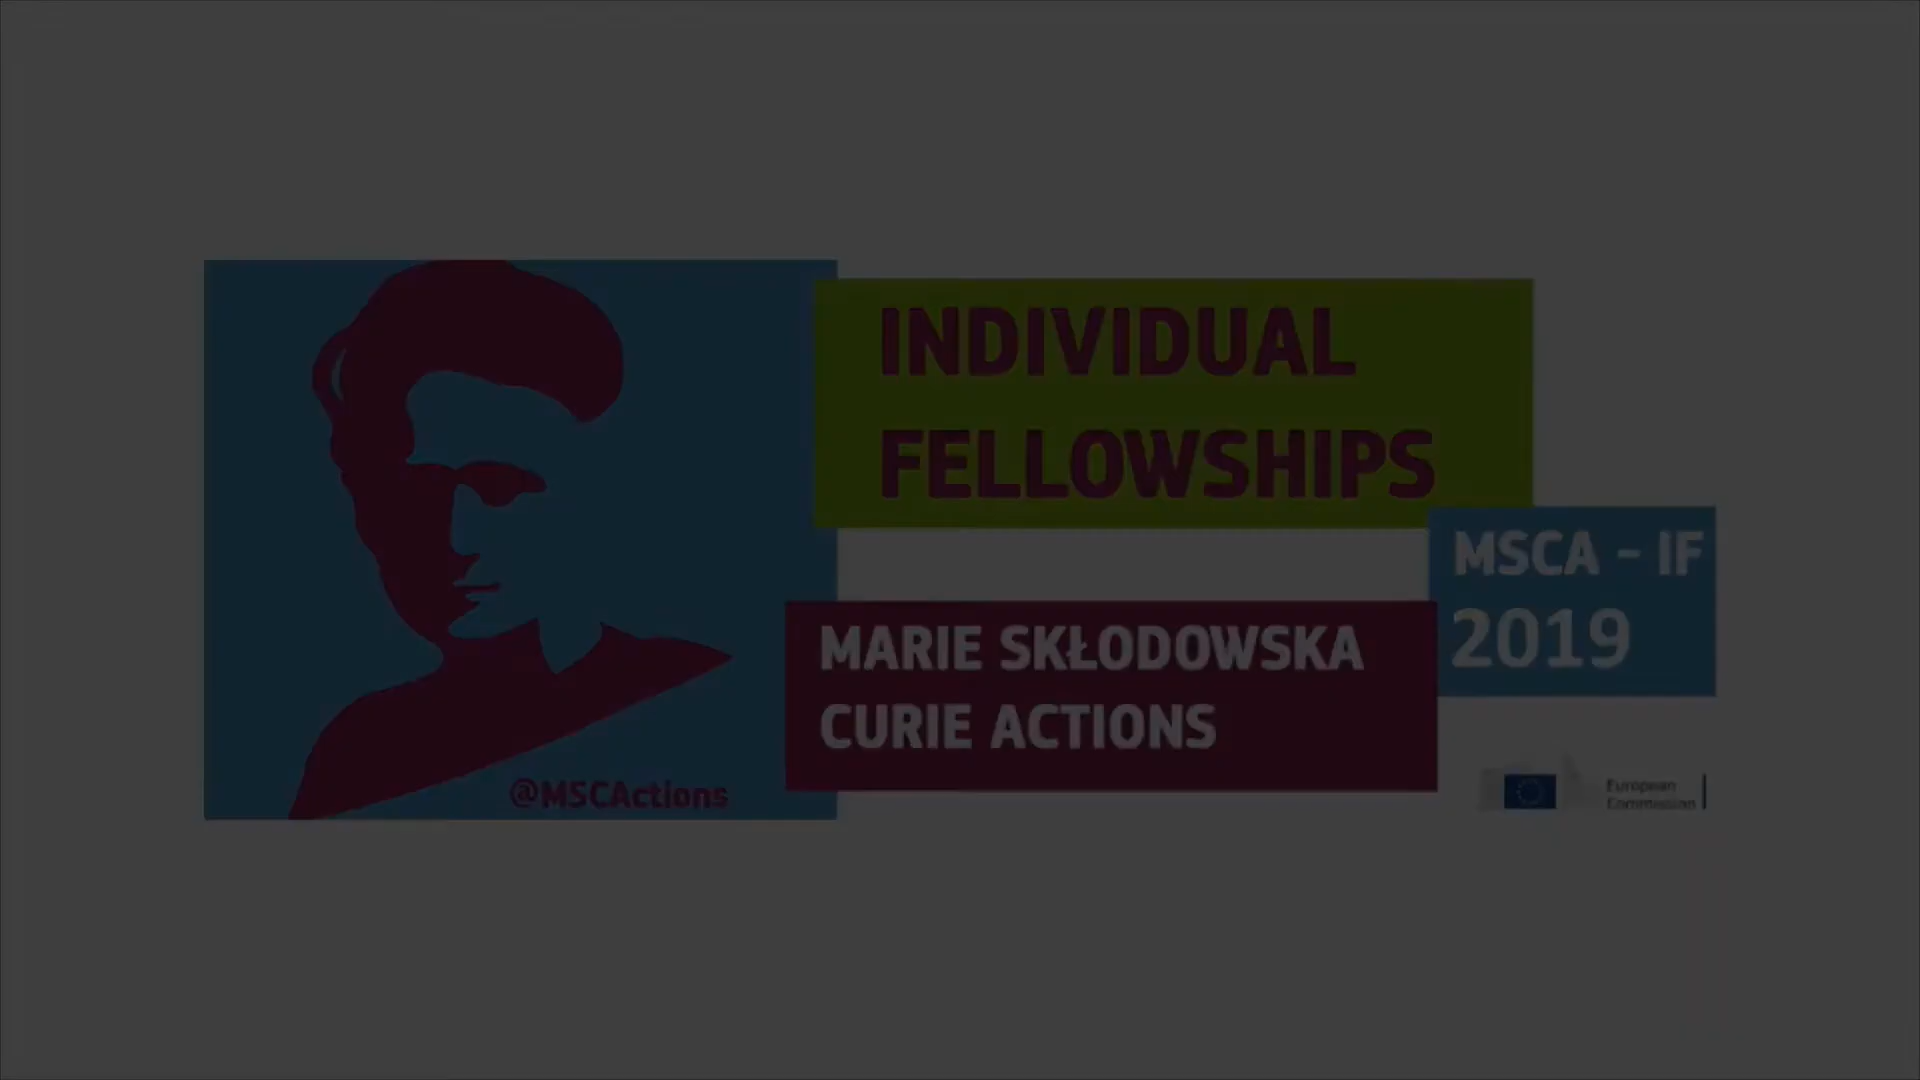 INDIVIDUAL
FELLOWSHIPS
MSCA - IF
2019
MARIE SKŁODOWSKA
CURIE ACTIONS
@MSCActions
European
Commission